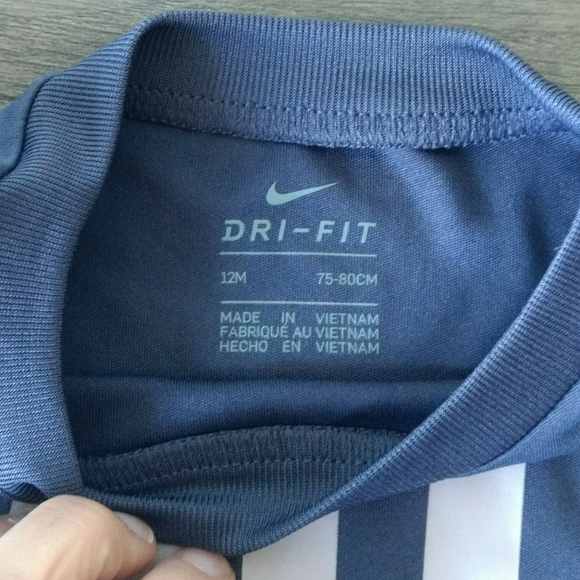 DRI-FIT
12M 75-80CM
MADE IN VIETNAM
FABRIQUÉ AU VIETNAM
HECHO EN VIETNAM